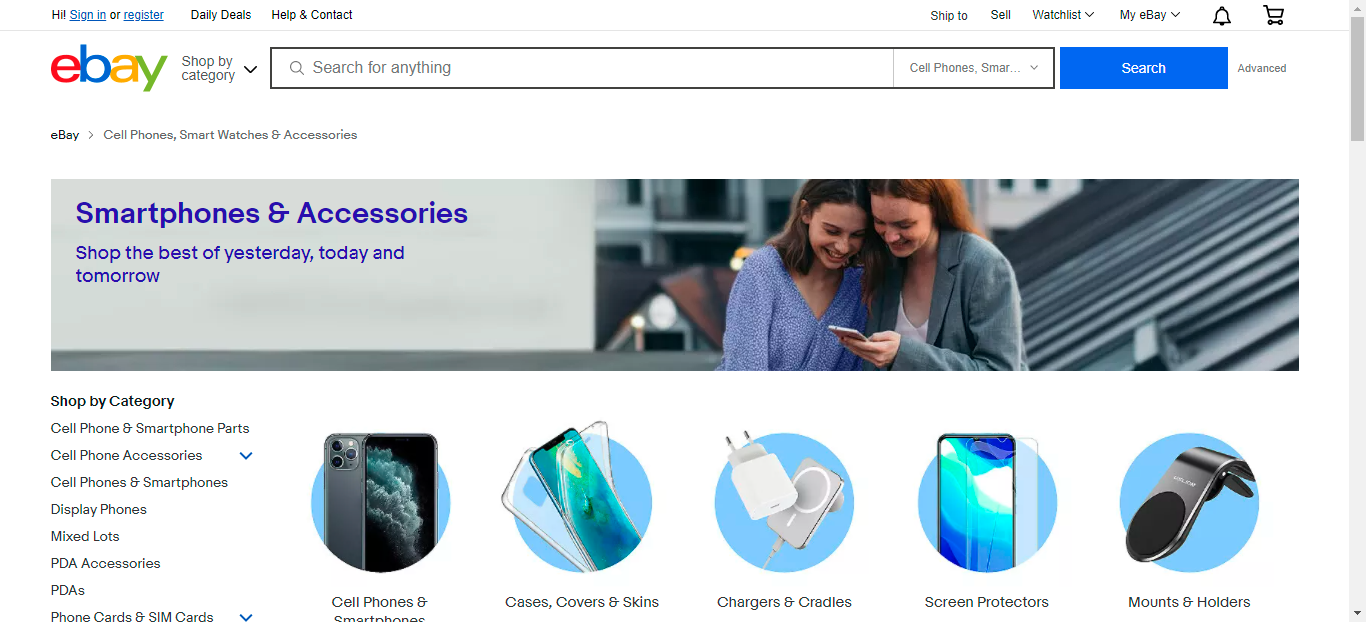 Hi! Sign in or register Daily Deals Help & Contact Ship to Sell Watchlist My eBay
ebay
Shop by
category
Search for anything
Cell Phones, Smar...
Search
Advanced
eBay Cell Phones, Smart Watches & Accessories
Smartphones & Accessories
Shop the best of yesterday, today and
tomorrow
Shop by Category
Cell Phone & Smartphone Parts
Cell Phone Accessories
Cell Phones & Smartphones
Display Phones
Mixed Lots
PDA Accessories
PDAs
Phone Cards & SIM Cards
Cell Phones &
Smartphones
Cases, Covers & Skins
Chargers & Cradles
Screen Protectors
Mounts & Holders